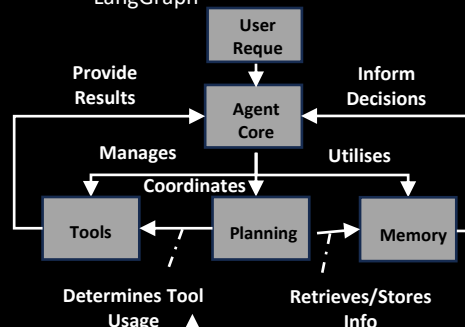 LangGraph
User
Reque
Provide
Results
Inform
Decisions
Agent
Core
Manages
Utilises
Coordinates
Tools
Planning
Memory
Determines Tool
Usage
Retrieves/Stores
Info